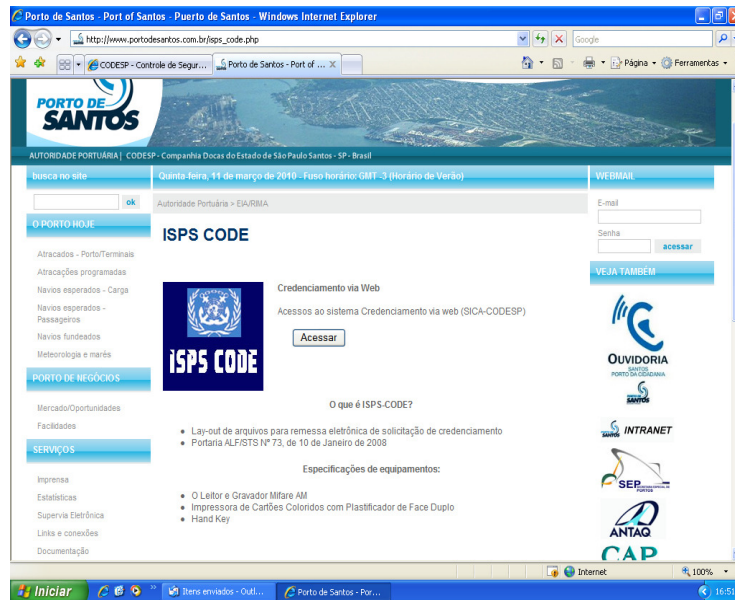 Porto de Santos - Port of Santos - Puerto de Santos - Windows Internet Explorer
http://www.portodesantos.com.br/isps_code.php
Google
CODESP - Controle de Segur...
Porto de Santos - Port of ...
Página
Ferramentas
PORTO DE
SANTOS
AUTORIDADE PORTUÁRIA | CODESP - Companhia Docas do Estado de São Paulo Santos - SP - Brasil
busca no site
Quinta-feira, 11 de março de 2010 - Fuso horário: GMT -3 (Horário de Verão)
WEBMAIL
ok
Autoridade Portuária > EIA/RIMA
E-mail
Senha
acessar
O PORTO HOJE
Atracados - Porto/Terminais
Atracações programadas
Navios esperados - Carga
Navios esperados -
Passageiros
Navios fundeados
Meteorologia e marés
PORTO DE NEGÓCIOS
Mercado/Oportunidades
Facilidades
SERVIÇOS
Imprensa
Estatísticas
Supervia Eletrônica
Links e conexões
Documentação
ISPS CODE
ISPS CODE
Credenciamento via Web
Acessos ao sistema Credenciamento via web (SICA-CODESP)
Acessar
O que é ISPS-CODE?
Lay-out de arquivos para remessa eletrônica de solicitação de credenciamento
Portaria ALF/STS Nº 73, de 10 de Janeiro de 2008
Especificações de equipamentos:
O Leitor e Gravador Mifare AM
Impressora de Cartões Coloridos com Plastificador de Face Duplo
Hand Key
VEJA TAMBÉM
OUVIDORIA
SANTOS
PORTO DA CIDADANIA
SANTOS
SANTOS INTRANET
SEP
PORTOS
ANTAQ
CAP
Internet
100%
Iniciar
Itens enviados - Outl...
Porto de Santos - Por...
16:51